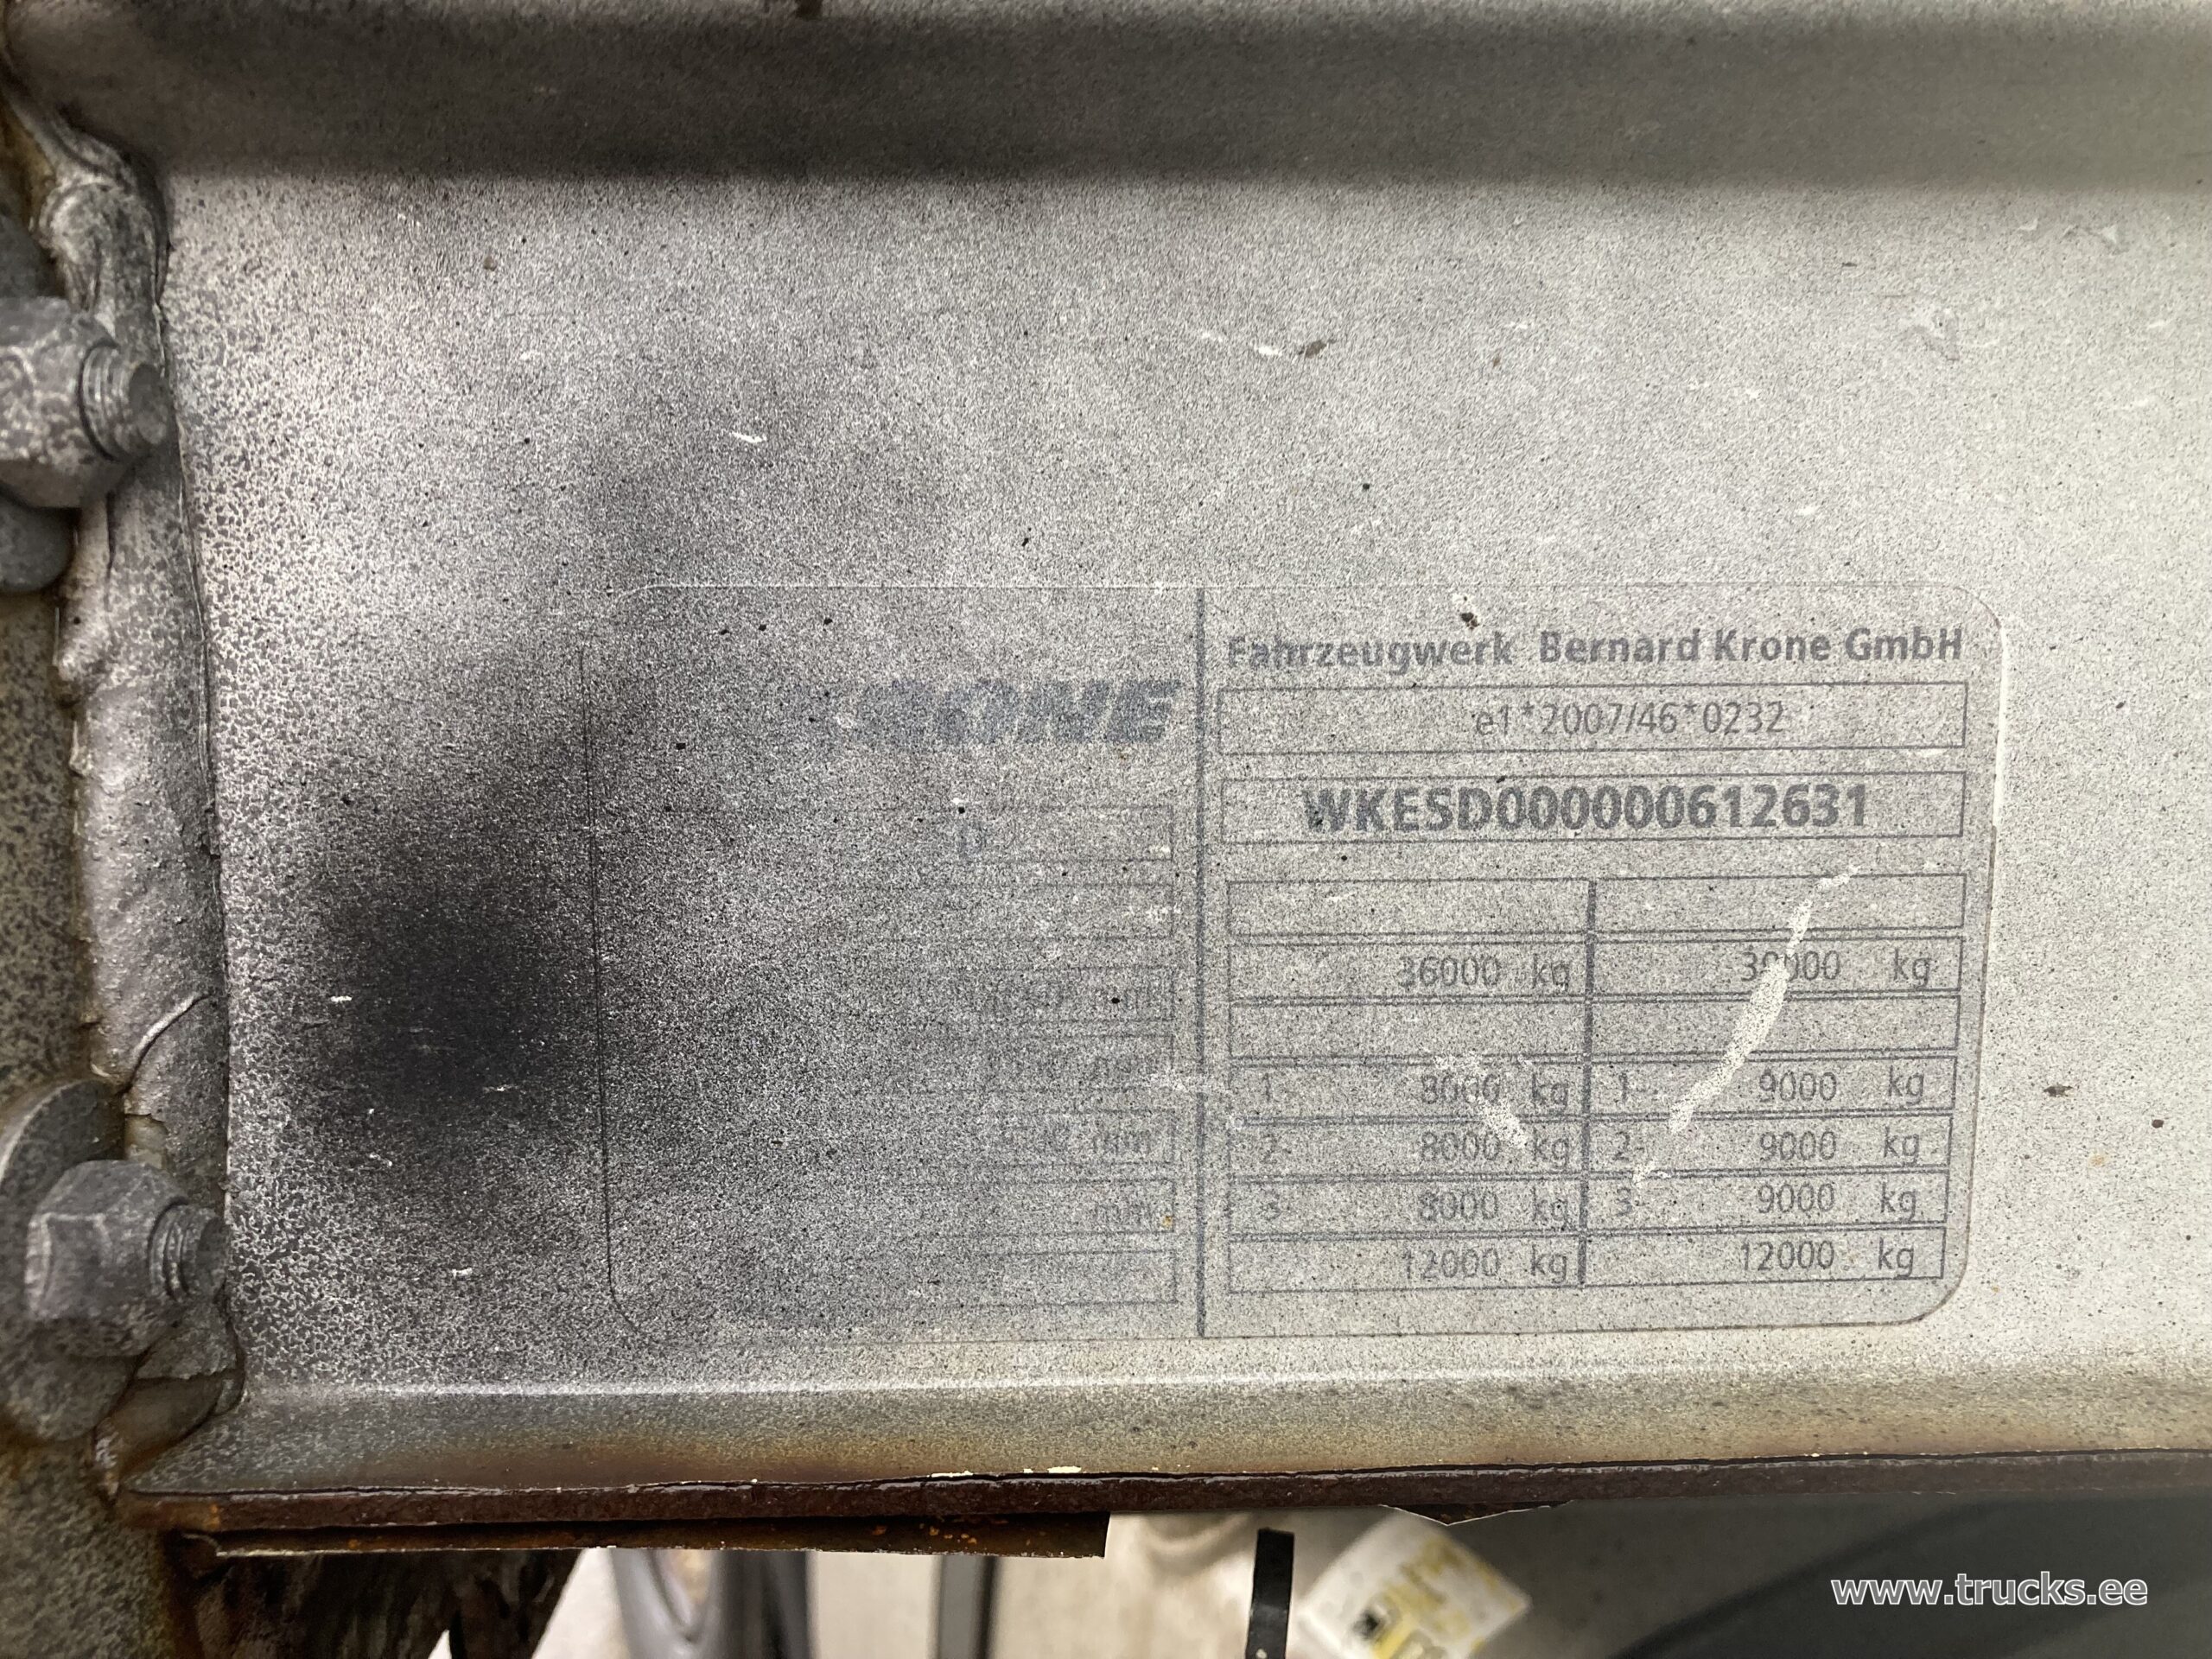 KRONE
Fahrzeugwerk Bernard Krone GmbH
e1*2007/46*0232
WKESD000000612631
36000 kg
kg
1- 8000 kg 1- 9000 kg
2- 8000 kg 2- 9000 kg
3- 8000 kg 3- 9000 kg
12000 kg 12000 kg
mm
mm
www.trucks.ee